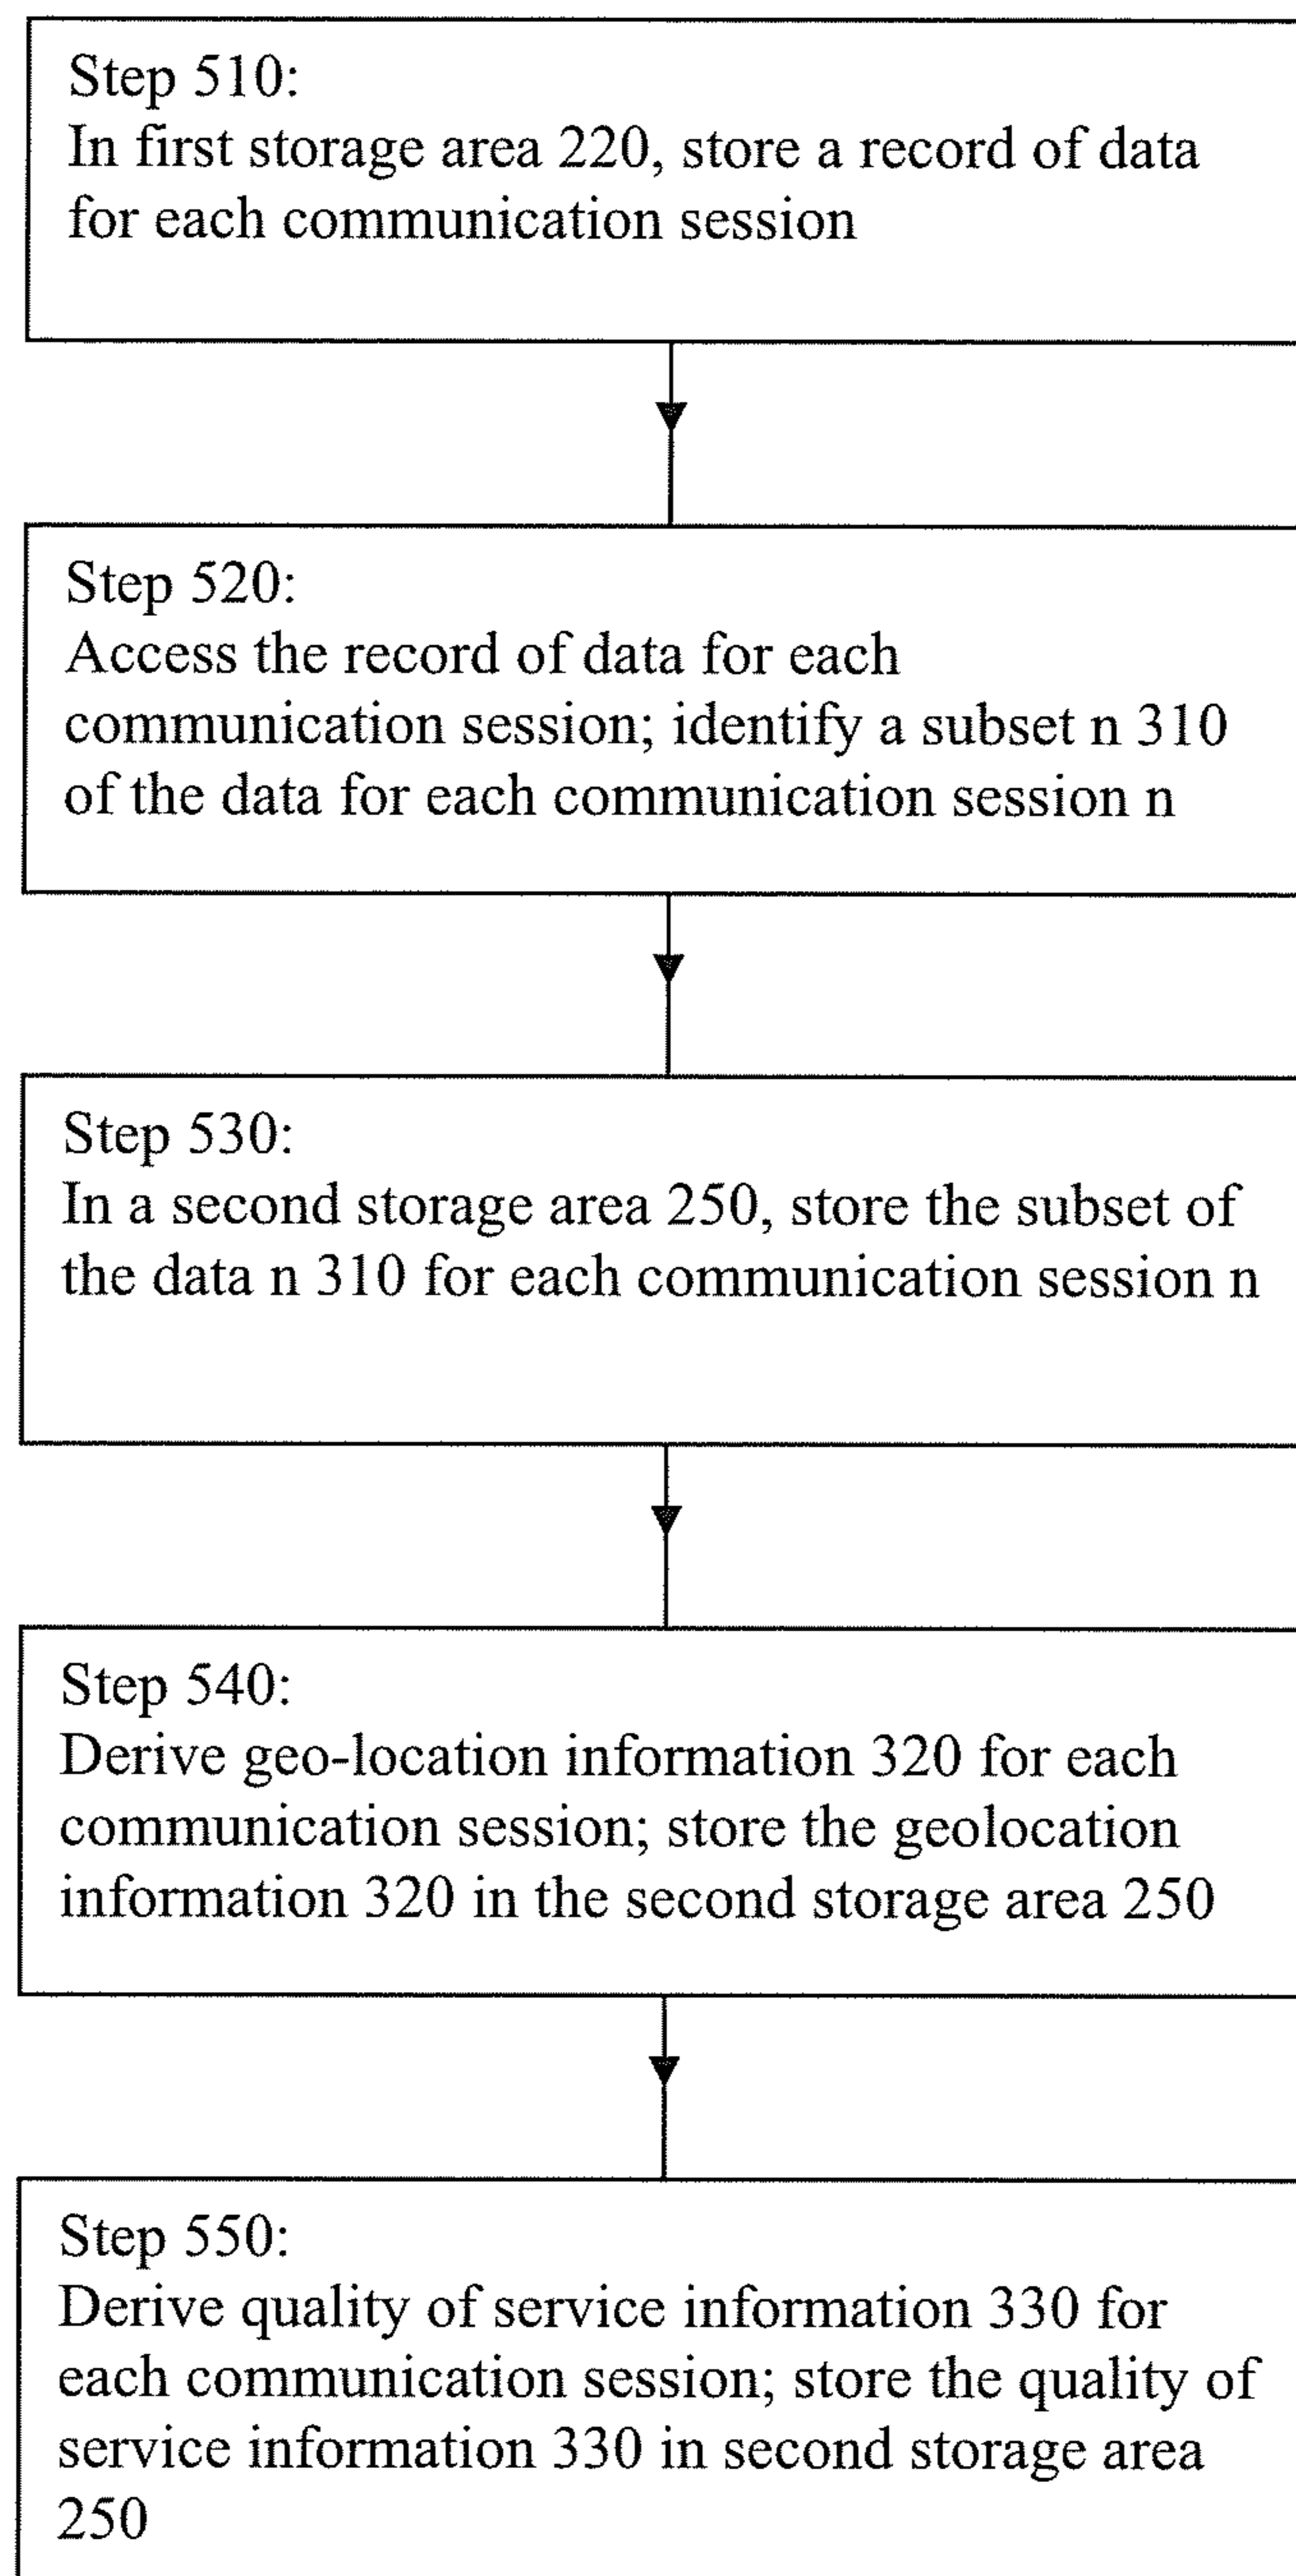 Step 510:
In first storage area 220, store a record of data
for each communication session
Step 520:
Access the record of data for each
communication session; identify a subset n 310
of the data for each communication session n
Step 530:
In a second storage area 250, store the subset of
the data n 310 for each communication session n
Step 540:
Derive geo-location information 320 for each
communication session; store the geolocation
information 320 in the second storage area 250
Step 550:
Derive quality of service information 330 for
each communication session; store the quality of
service information 330 in second storage area
250